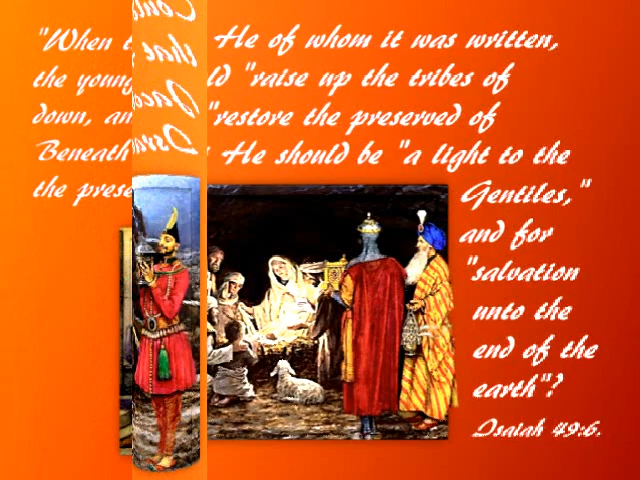 "When He of whom it was written,
the young "raise up the tribes of
down, "restore the preserved of
Beneath He should be "a light to the
the Gentiles,"
and for
"salvation
unto the
end of the
earth"?
Isaiah 49:6.